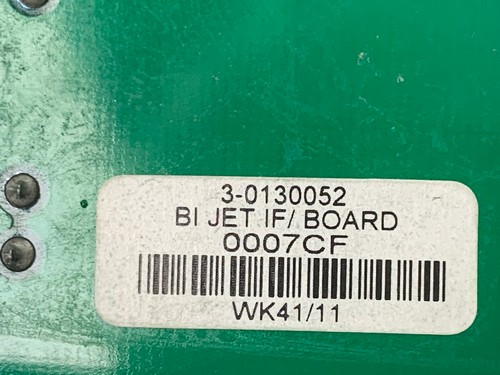 3-0130052
BI JET IF/ BOARD
0007CF
WK41/11